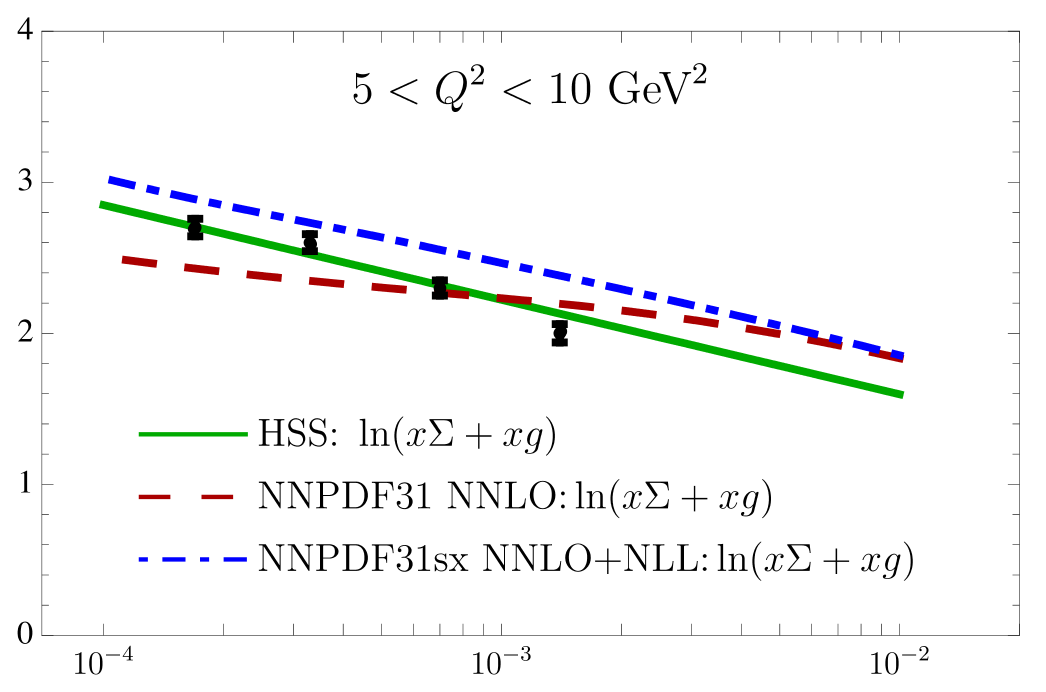 4
5 < Q² < 10 GeV²
3
2
HSS: ln(xΣ + xg)
1
NNPDF31 NNLO: ln(xΣ + xg)
NNPDF31sx NNLO+NLL: ln(xΣ + xg)
0
10⁻⁴ 10⁻³ 10⁻²